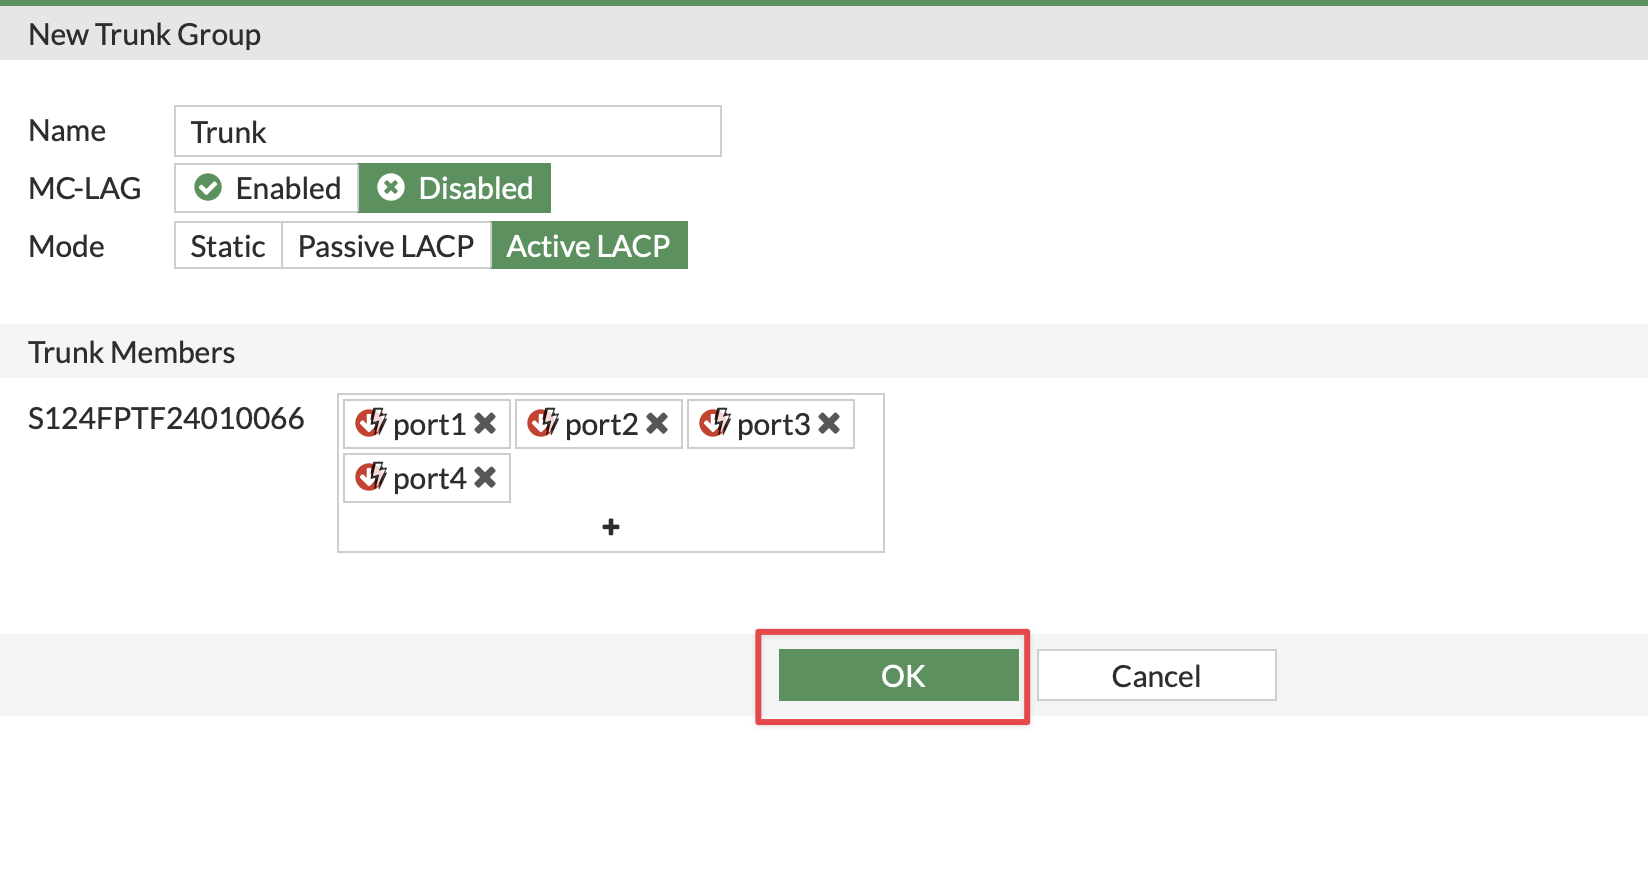 New Trunk Group
Name Trunk
MC-LAG Enabled Disabled
Mode Static Passive LACP Active LACP
Trunk Members
S124FPTF24010066 port1 port2 port3
port4
OK Cancel